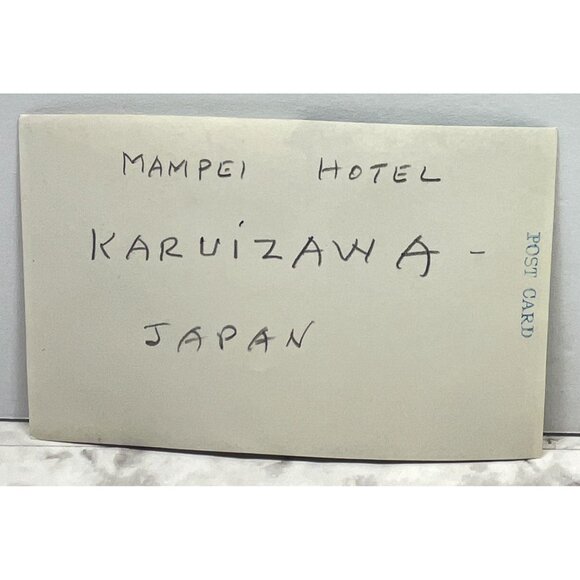 MAMPEI HOTEL
KARUiZAWA -
JAPAN
POST CARD